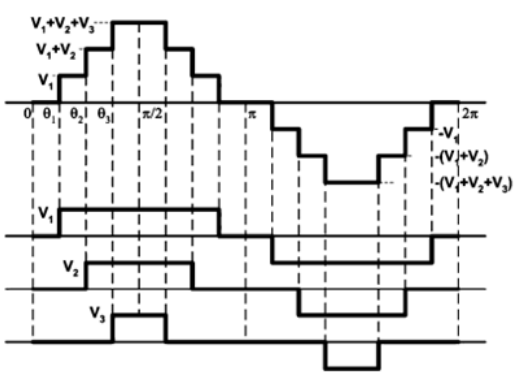 V₁+V₂+V₃
V₁+V₂
V₁
0 θ₁ θ₂ θ₃ π/2 π 2π
-V₁
-(V₁+V₂)
-(V₁+V₂+V₃)
V₁
V₂
V₃